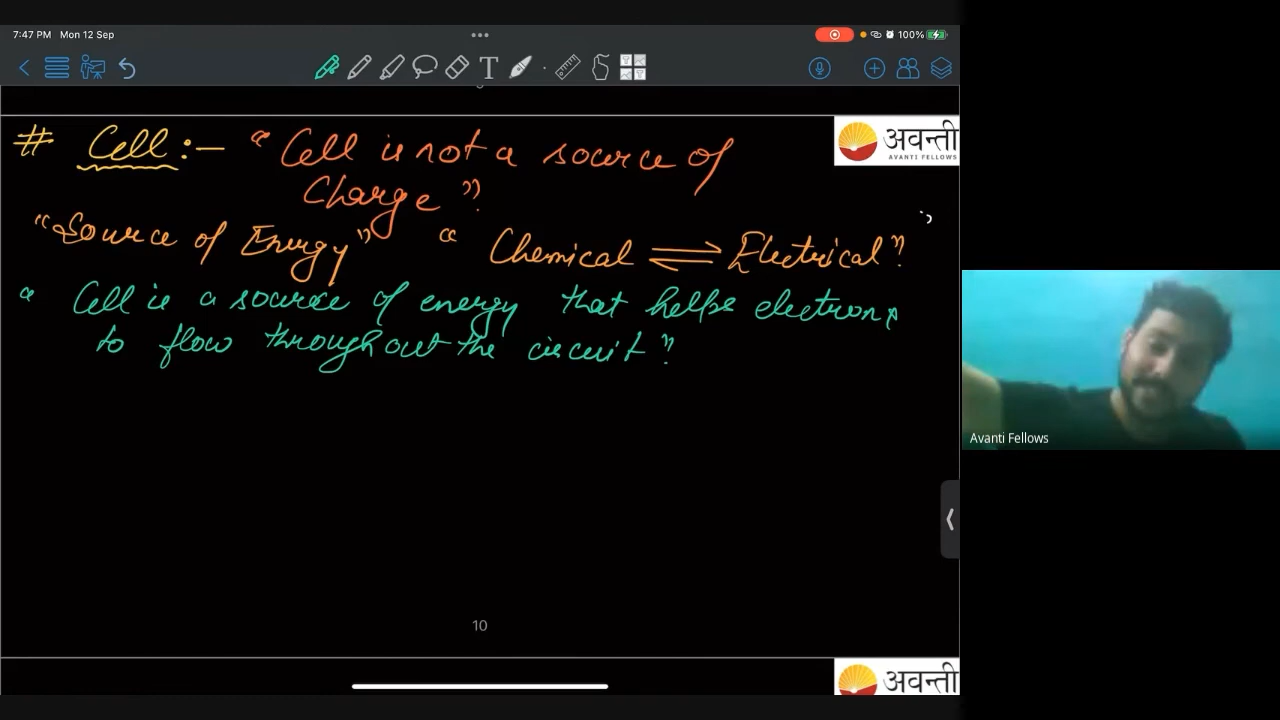 7:47 PM Mon 12 Sep
100%
# Cell :- " Cell is not a source of
Charge "
अवन्ती
AVANTI FELLOWS
"Source of Energy" " Chemical ⇌ Electrical"
" Cell is a source of energy that helps electrons
to flow throughout the circuit "
Avanti Fellows
10
अवन्ती